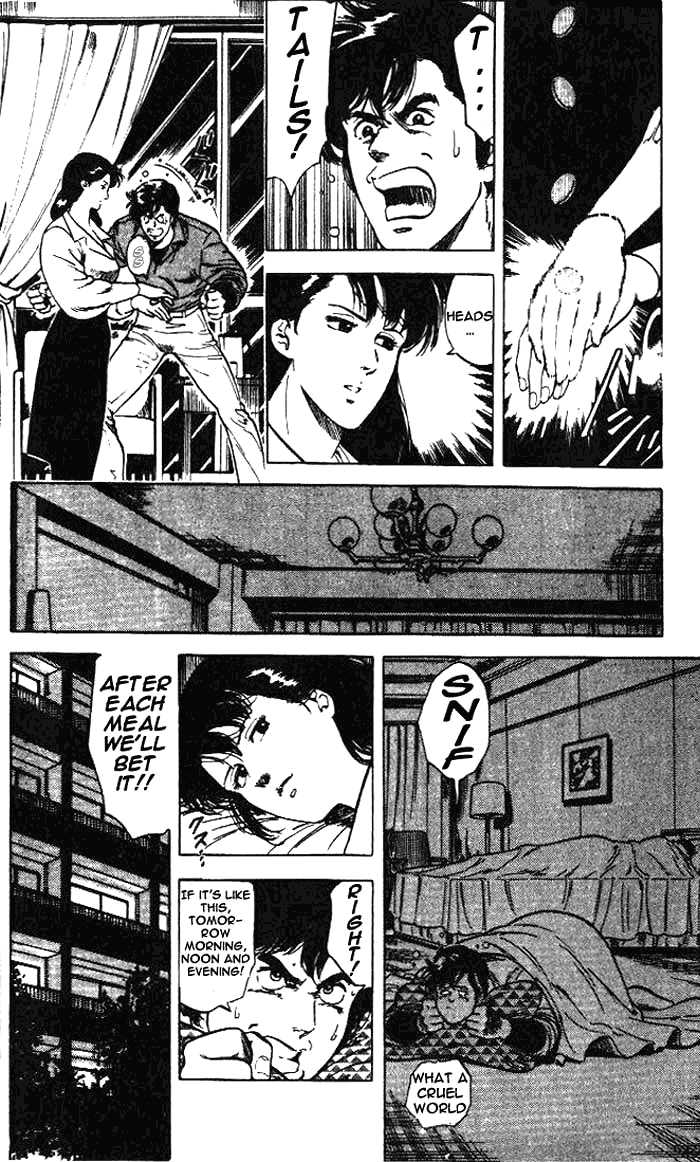 T...
TAILS!
HEADS
...
SNIF
WHAT A
CRUEL
WORLD
RIGHT!
IF IT'S LIKE
THIS,
TOMOR-
ROW
MORNING,
NOON AND
EVENING!
AFTER
EACH
MEAL
WE'LL
BET
IT!!